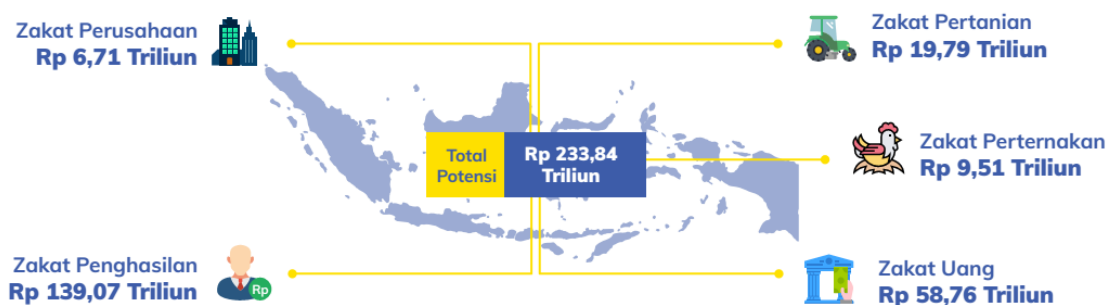 Zakat Perusahaan
Rp 6,71 Triliun
Zakat Pertanian
Rp 19,79 Triliun
Total
Potensi
Rp 233,84
Triliun
Zakat Perternakan
Rp 9,51 Triliun
Zakat Penghasilan
Rp 139,07 Triliun
Rp
Zakat Uang
Rp 58,76 Triliun